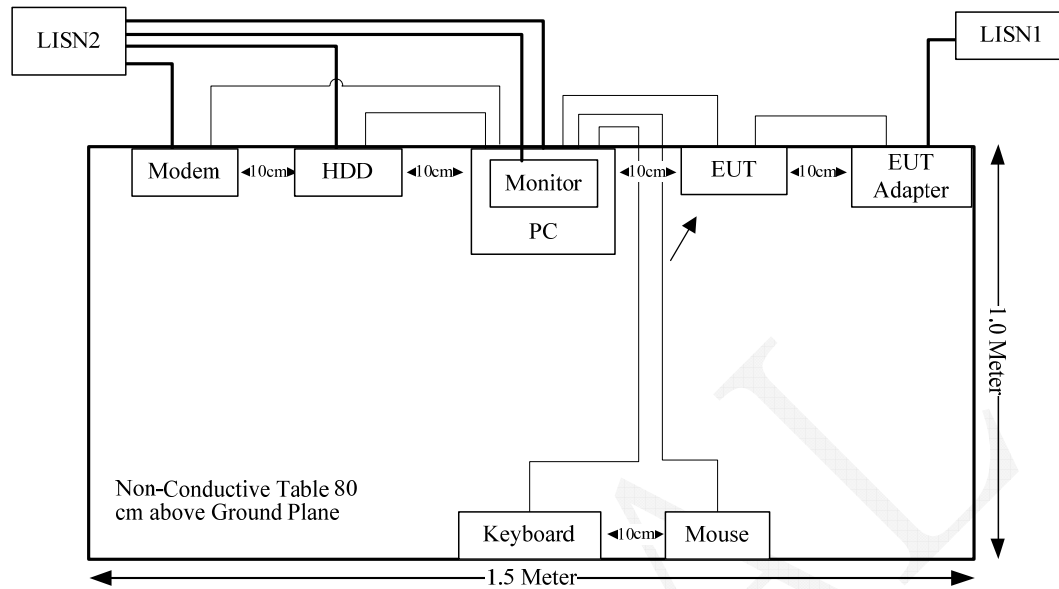 LISN2
LISN1
Modem
10cm
HDD
10cm
Monitor
PC
10cm
EUT
10cm
EUT
Adapter
1.0 Meter
Non-Conductive Table 80
cm above Ground Plane
Keyboard
10cm
Mouse
1.5 Meter